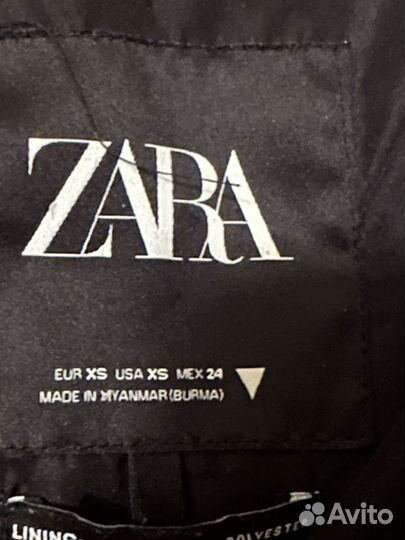 ZARA
EUR XS USA XS MEX 24
MADE IN MYANMAR (BURMA)
LINING
POLYESTER
Avito